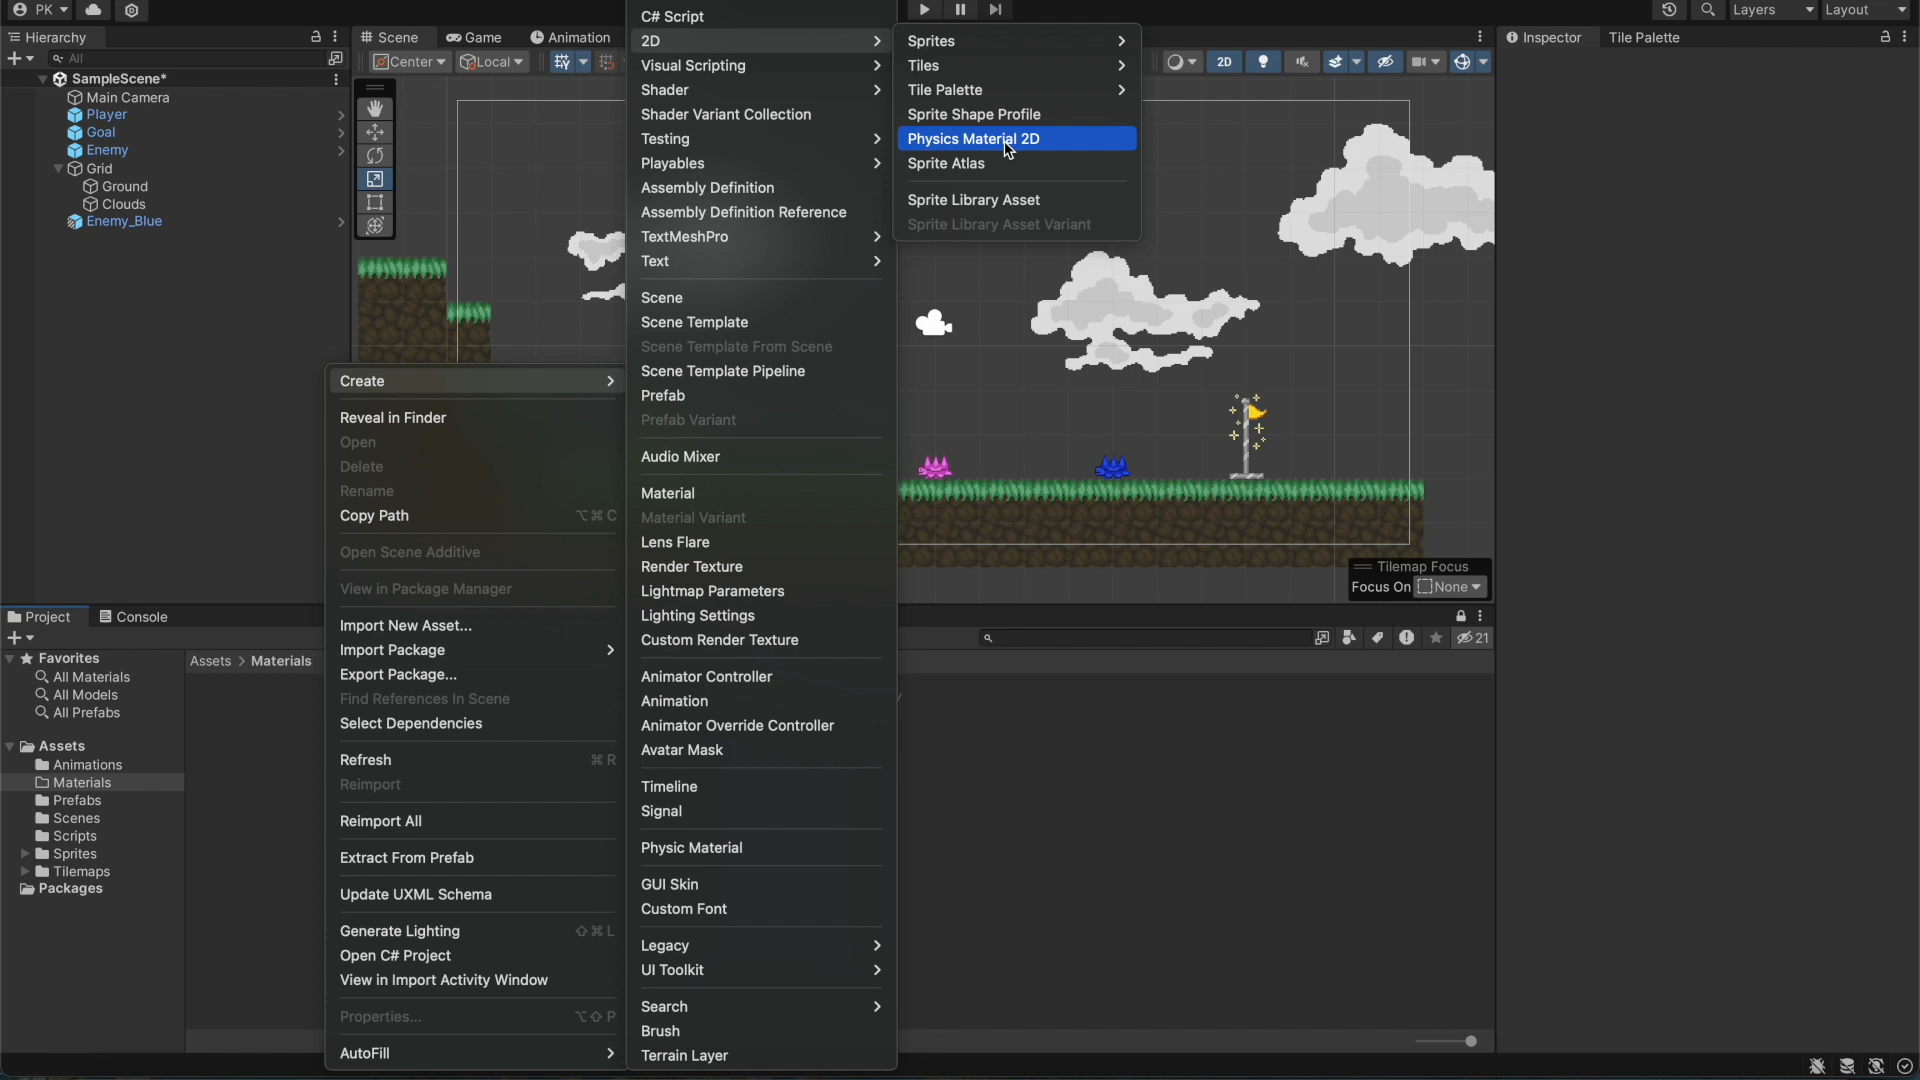 PK
Layers
Layout
Hierarchy
All
SampleScene*
Main Camera
Player
Goal
Enemy
Grid
Ground
Clouds
Enemy_Blue
Scene
Game
Animation
Center
Local
2D
Inspector
Tile Palette
Create
Reveal in Finder
Open
Delete
Rename
Copy Path ⌥⌘C
Open Scene Additive
View in Package Manager
Import New Asset...
Import Package
Export Package...
Find References In Scene
Select Dependencies
Refresh ⌘R
Reimport
Reimport All
Extract From Prefab
Update UXML Schema
Generate Lighting ⇧⌘L
Open C# Project
View in Import Activity Window
Properties... ⌥⇧P
AutoFill
C# Script
2D
Visual Scripting
Shader
Shader Variant Collection
Testing
Playables
Assembly Definition
Assembly Definition Reference
TextMeshPro
Text
Scene
Scene Template
Scene Template From Scene
Scene Template Pipeline
Prefab
Prefab Variant
Audio Mixer
Material
Material Variant
Lens Flare
Render Texture
Lightmap Parameters
Lighting Settings
Custom Render Texture
Animator Controller
Animation
Animator Override Controller
Avatar Mask
Timeline
Signal
Physic Material
GUI Skin
Custom Font
Legacy
UI Toolkit
Search
Brush
Terrain Layer
Sprites
Tiles
Tile Palette
Sprite Shape Profile
Physics Material 2D
Sprite Atlas
Sprite Library Asset
Sprite Library Asset Variant
Tilemap Focus
Focus On None
Project
Console
21
Favorites
All Materials
All Models
All Prefabs
Assets
Animations
Materials
Prefabs
Scenes
Scripts
Sprites
Tilemaps
Packages
Assets > Materials